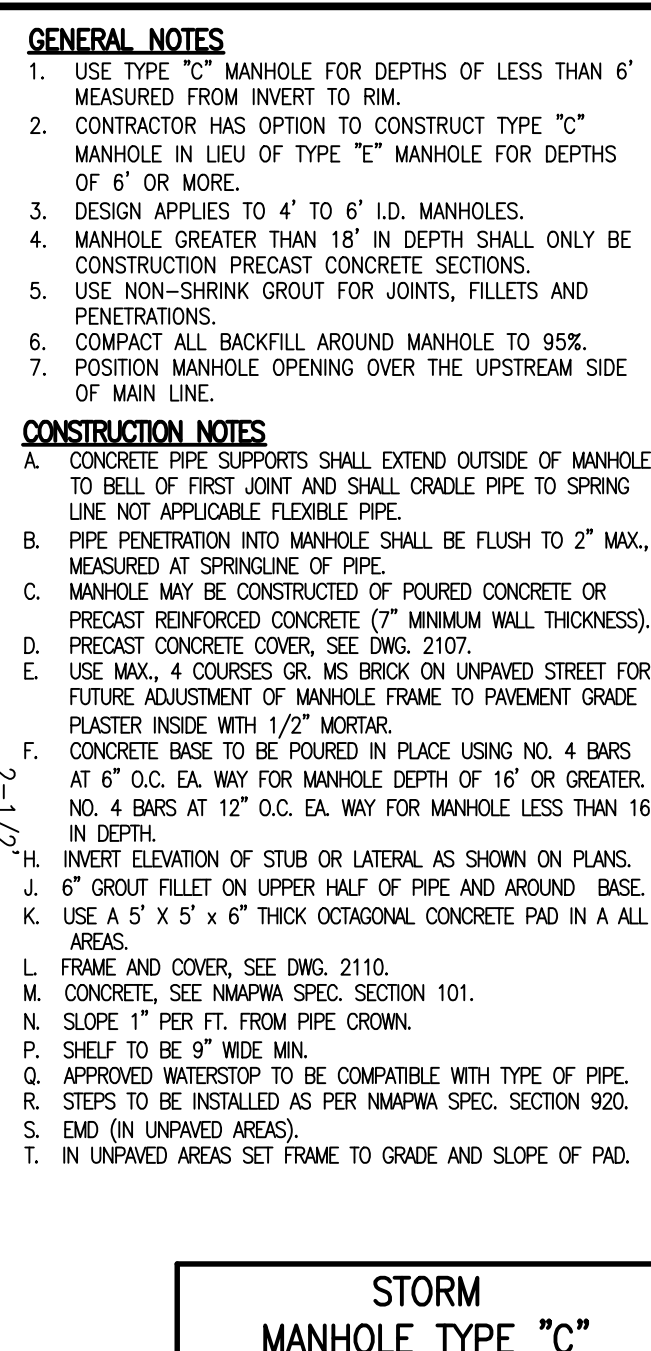 GENERAL NOTES
1. USE TYPE "C" MANHOLE FOR DEPTHS OF LESS THAN 6'
MEASURED FROM INVERT TO RIM.
2. CONTRACTOR HAS OPTION TO CONSTRUCT TYPE "C"
MANHOLE IN LIEU OF TYPE "E" MANHOLE FOR DEPTHS
OF 6' OR MORE.
3. DESIGN APPLIES TO 4' TO 6' I.D. MANHOLES.
4. MANHOLE GREATER THAN 18' IN DEPTH SHALL ONLY BE
CONSTRUCTION PRECAST CONCRETE SECTIONS.
5. USE NON-SHRINK GROUT FOR JOINTS, FILLETS AND
PENETRATIONS.
6. COMPACT ALL BACKFILL AROUND MANHOLE TO 95%.
7. POSITION MANHOLE OPENING OVER THE UPSTREAM SIDE
OF MAIN LINE.
CONSTRUCTION NOTES
A. CONCRETE PIPE SUPPORTS SHALL EXTEND OUTSIDE OF MANHOLE
TO BELL OF FIRST JOINT AND SHALL CRADLE PIPE TO SPRING
LINE NOT APPLICABLE FLEXIBLE PIPE.
B. PIPE PENETRATION INTO MANHOLE SHALL BE FLUSH TO 2" MAX.,
MEASURED AT SPRINGLINE OF PIPE.
C. MANHOLE MAY BE CONSTRUCTED OF POURED CONCRETE OR
PRECAST REINFORCED CONCRETE (7" MINIMUM WALL THICKNESS).
D. PRECAST CONCRETE COVER, SEE DWG. 2107.
E. USE MAX., 4 COURSES GR. MS BRICK ON UNPAVED STREET FOR
FUTURE ADJUSTMENT OF MANHOLE FRAME TO PAVEMENT GRADE
PLASTER INSIDE WITH 1/2" MORTAR.
F. CONCRETE BASE TO BE POURED IN PLACE USING NO. 4 BARS
AT 6" O.C. EA. WAY FOR MANHOLE DEPTH OF 16' OR GREATER.
NO. 4 BARS AT 12" O.C. EA. WAY FOR MANHOLE LESS THAN 16
IN DEPTH.
2-1/2'
H. INVERT ELEVATION OF STUB OR LATERAL AS SHOWN ON PLANS.
J. 6" GROUT FILLET ON UPPER HALF OF PIPE AND AROUND BASE.
K. USE A 5' X 5' x 6" THICK OCTAGONAL CONCRETE PAD IN A ALL
AREAS.
L. FRAME AND COVER, SEE DWG. 2110.
M. CONCRETE, SEE NMAPWA SPEC. SECTION 101.
N. SLOPE 1" PER FT. FROM PIPE CROWN.
P. SHELF TO BE 9" WIDE MIN.
Q. APPROVED WATERSTOP TO BE COMPATIBLE WITH TYPE OF PIPE.
R. STEPS TO BE INSTALLED AS PER NMAPWA SPEC. SECTION 920.
S. EMD (IN UNPAVED AREAS).
T. IN UNPAVED AREAS SET FRAME TO GRADE AND SLOPE OF PAD.
STORM
MANHOLE TYPE "C"